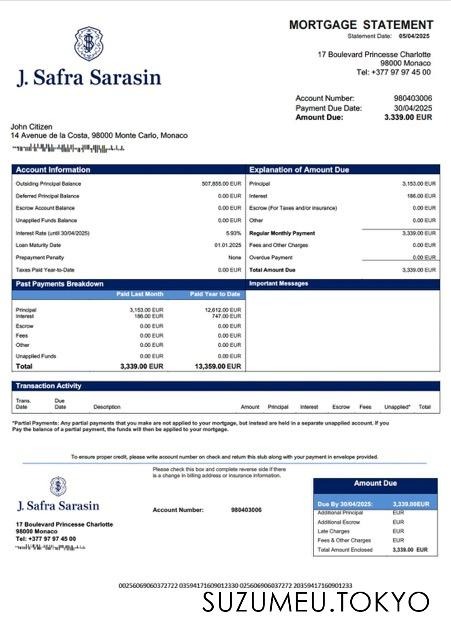 MORTGAGE STATEMENT
Statement Date: 05/04/2025
J. Safra Sarasin
17 Boulevard Princesse Charlotte
98000 Monaco
Tel: +377 97 97 45 00
Account Number: 980403006
Payment Due Date: 30/04/2025
Amount Due: 3.339.00 EUR
John Citizen
14 Avenue de la Costa, 98000 Monte Carlo, Monaco
Account Information
Outsiding Principal Balance 507,855.00 EUR
Deferred Principal Balance 0.00 EUR
Escrow Account Balance 0.00 EUR
Unapplied Funds Balance 0.00 EUR
Interest Rate (until 30/04/2025) 5.93%
Loan Maturity Date 01.01.2025
Prepayment Penalty None
Taxes Paid Year-to-Date 0.00 EUR
Explanation of Amount Due
Principal 3,153.00 EUR
Interest 186.00 EUR
Escrow (For Taxes and/or insurance) 0.00 EUR
Other 0.00 EUR
Regular Monthly Payment 3,339.00 EUR
Fees and Other Charges 0.00 EUR
Overdue Payment 0.00 EUR
Total Amount Due 3,339.00 EUR
Past Payments Breakdown
Paid Last Month Paid Year to Date
Principal 3,153.00 EUR 12,612.00 EUR
Interest 186.00 EUR 747.00 EUR
Escrow 0.00 EUR 0.00 EUR
Fees 0.00 EUR 0.00 EUR
Other 0.00 EUR 0.00 EUR
Unapplied Funds 0.00 EUR 0.00 EUR
Total 3,339.00 EUR 13,359.00 EUR
Important Messages
Transaction Activity
Trans. Date Due Date Description Amount Principal Interest Escrow Fees Unapplied* Total
*Partial Payments: Any partial payments that you make are not applied to your mortgage, but instead are held in a separate unapplied account. If you
Pay the balance of a partial payment, the funds will then be applied to your mortgage.
To ensure proper credit, please write account number on check and return this stub along with your payment in envelope provided.
Please check this box and complete reverse side if there
is a change in billing address or insurance information.
J. Safra Sarasin
17 Boulevard Princesse Charlotte
98000 Monaco
Tel: +377 97 97 45 00
Account Number: 980403006
Amount Due
Due By 30/04/2025: 3,339.00EUR
Additional Principal EUR
Additional Escrow EUR
Late Charges EUR
Fees & Other Charges EUR
Total Amount Enclosed 3,339.00 EUR
00256069060372722 03594171609012330 0256069060372722 20359417160901233
SUZUMEU.TOKYO